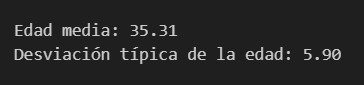 Edad media: 35.31
Desviación típica de la edad: 5.90